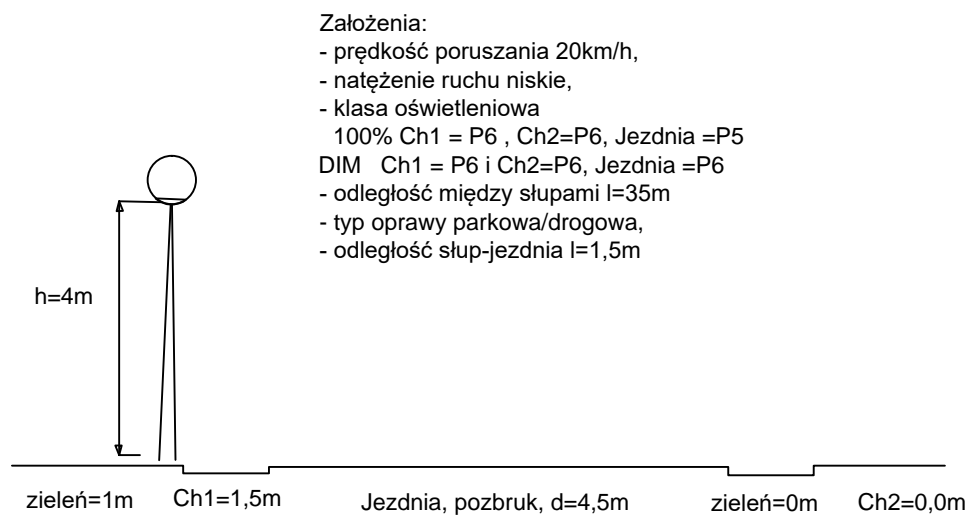 Założenia:
- prędkość poruszania 20km/h,
- natężenie ruchu niskie,
- klasa oświetleniowa
100% Ch1 = P6 , Ch2=P6, Jezdnia =P5
DIM Ch1 = P6 i Ch2=P6, Jezdnia =P6
- odległość między słupami l=35m
- typ oprawy parkowa/drogowa,
- odległość słup-jezdnia l=1,5m
h=4m
zieleń=1m Ch1=1,5m Jezdnia, pozbruk, d=4,5m zieleń=0m Ch2=0,0m